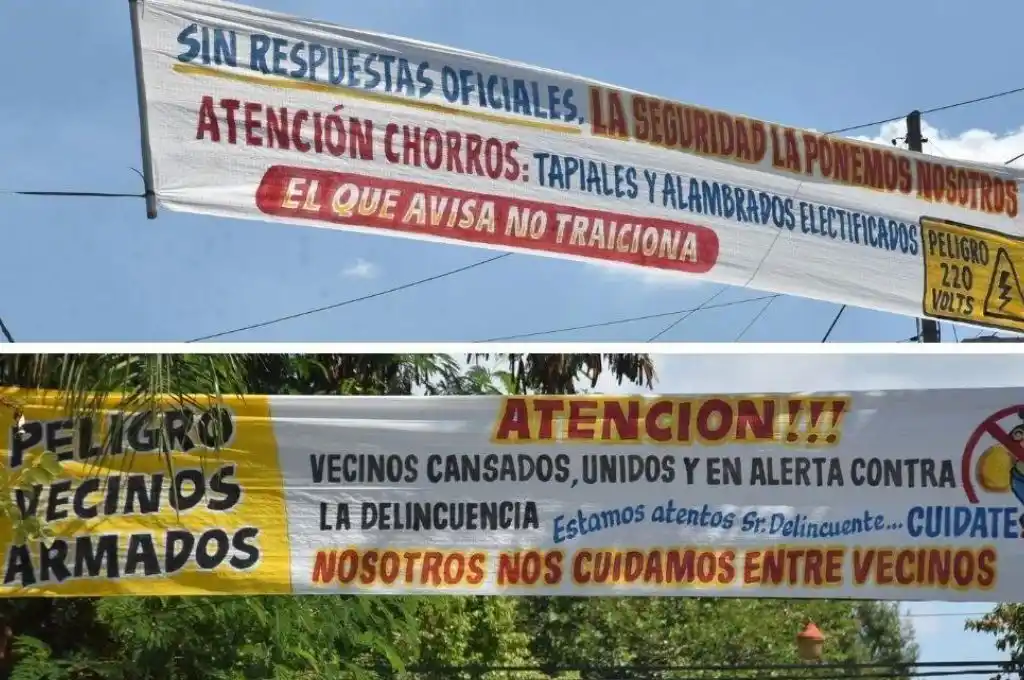 SIN RESPUESTAS OFICIALES, LA SEGURIDAD LA PONEMOS NOSOTROS
ATENCIÓN CHORROS: TAPIALES Y ALAMBRADOS ELECTIFICADOS
EL QUE AVISA NO TRAICIONA
PELIGRO
220
VOLTS
PELIGRO
VECINOS
ARMADOS
ATENCION!!!
VECINOS CANSADOS, UNIDOS Y EN ALERTA CONTRA
LA DELINCUENCIA Estamos atentos Sr. Delincuente... CUIDATE
NOSOTROS NOS CUIDAMOS ENTRE VECINOS